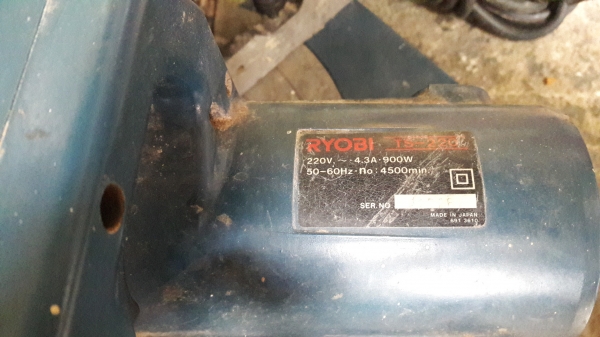 RYOBI
220V. ~ ·4.3A·900W
50-60Hz·no:4500min.
SER.NO
MADE IN JAPAN